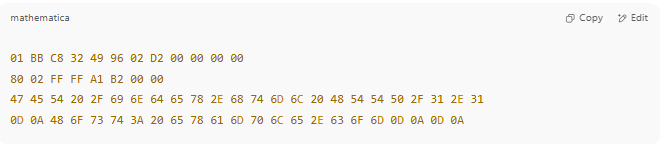 mathematica
Copy
Edit
01 BB C8 32 49 96 02 D2 00 00 00 00
80 02 FF FF A1 B2 00 00
47 45 54 20 2F 69 6E 64 65 78 2E 68 74 6D 6C 20 48 54 54 50 2F 31 2E 31
0D 0A 48 6F 73 74 3A 20 65 78 61 6D 70 6C 65 2E 63 6F 6D 0D 0A 0D 0A